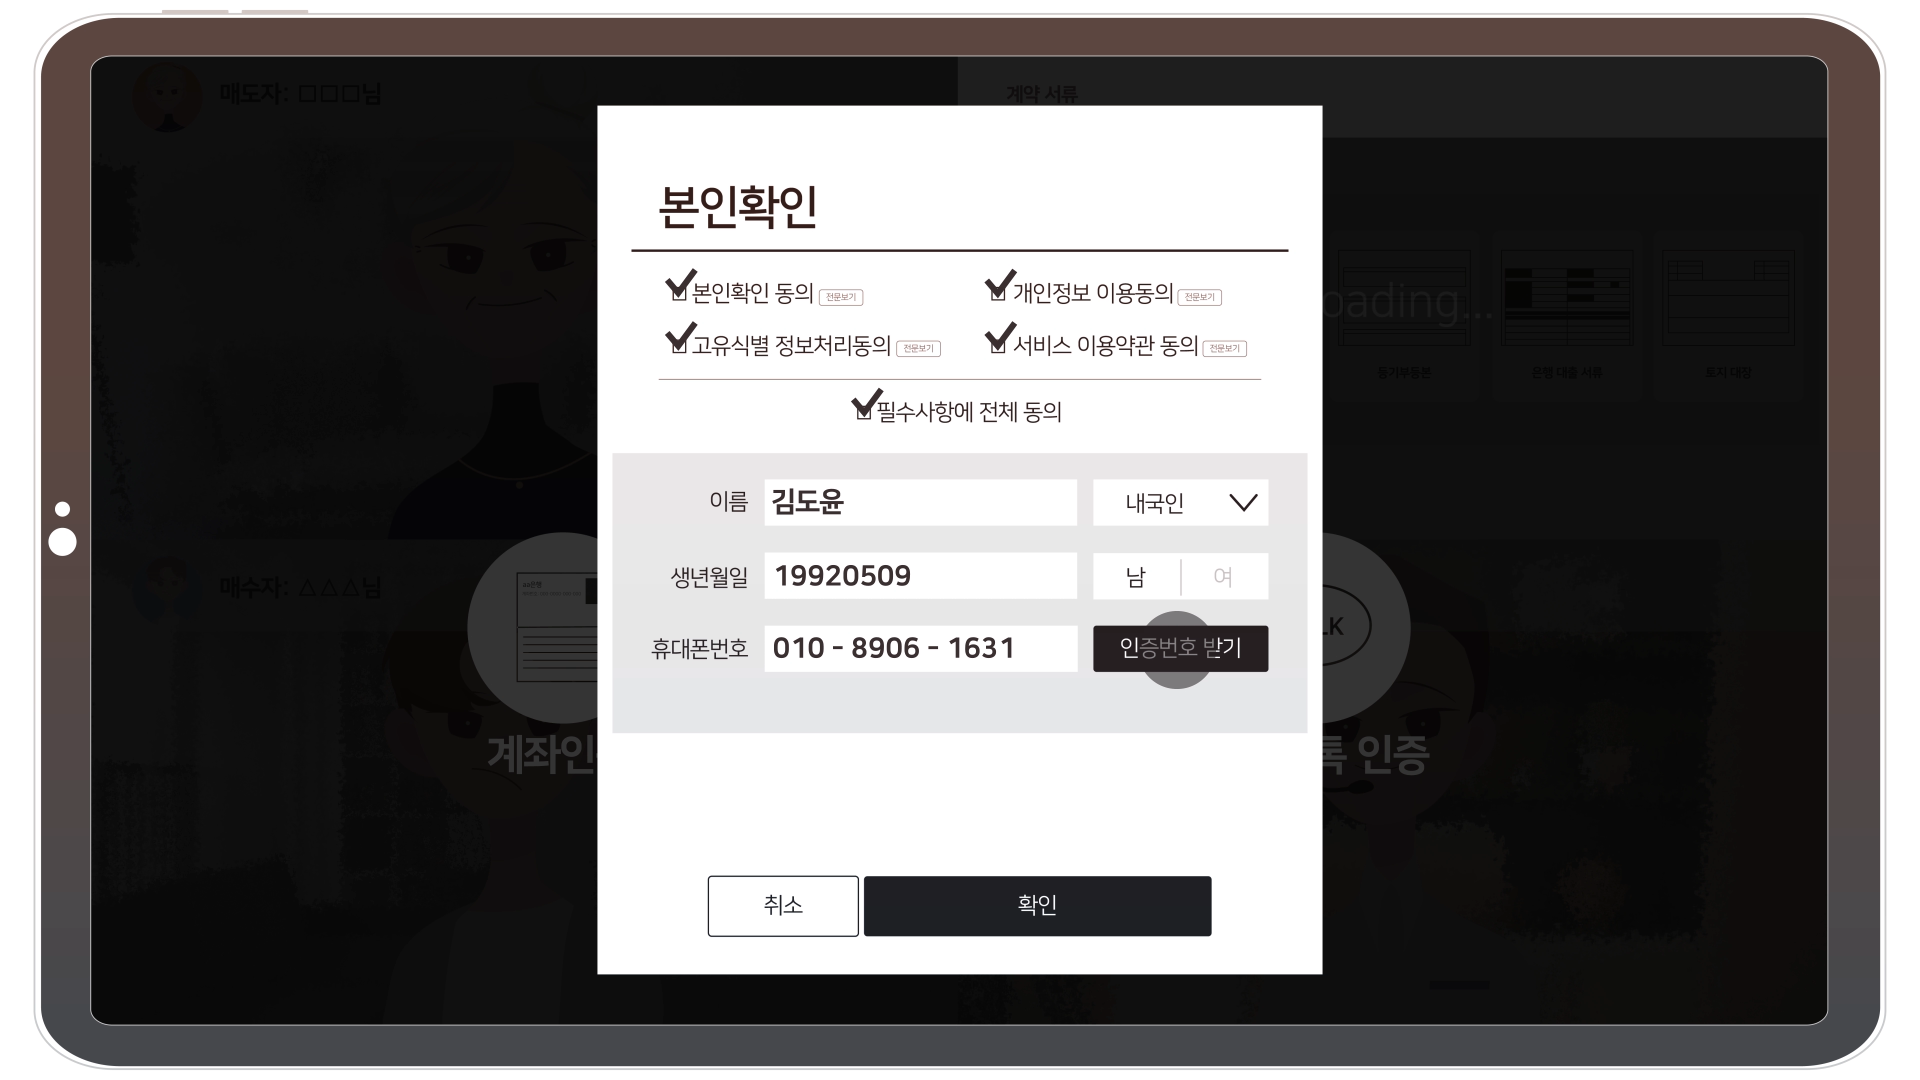 매도자: □□□님
계약 서류
본인확인
본인확인 동의 전문보기
개인정보 이용동의 전문보기
고유식별 정보처리동의 전문보기
서비스 이용약관 동의 전문보기
필수사항에 전체 동의
이름 김도윤 내국인
생년월일 19920509 남 여
휴대폰번호 010 - 8906 - 1631 인증번호 받기
취소 확인
oading...
등기부등본
은행 대출 서류
토지 대장
매수자: △△△님
계좌인
LK
톡 인증